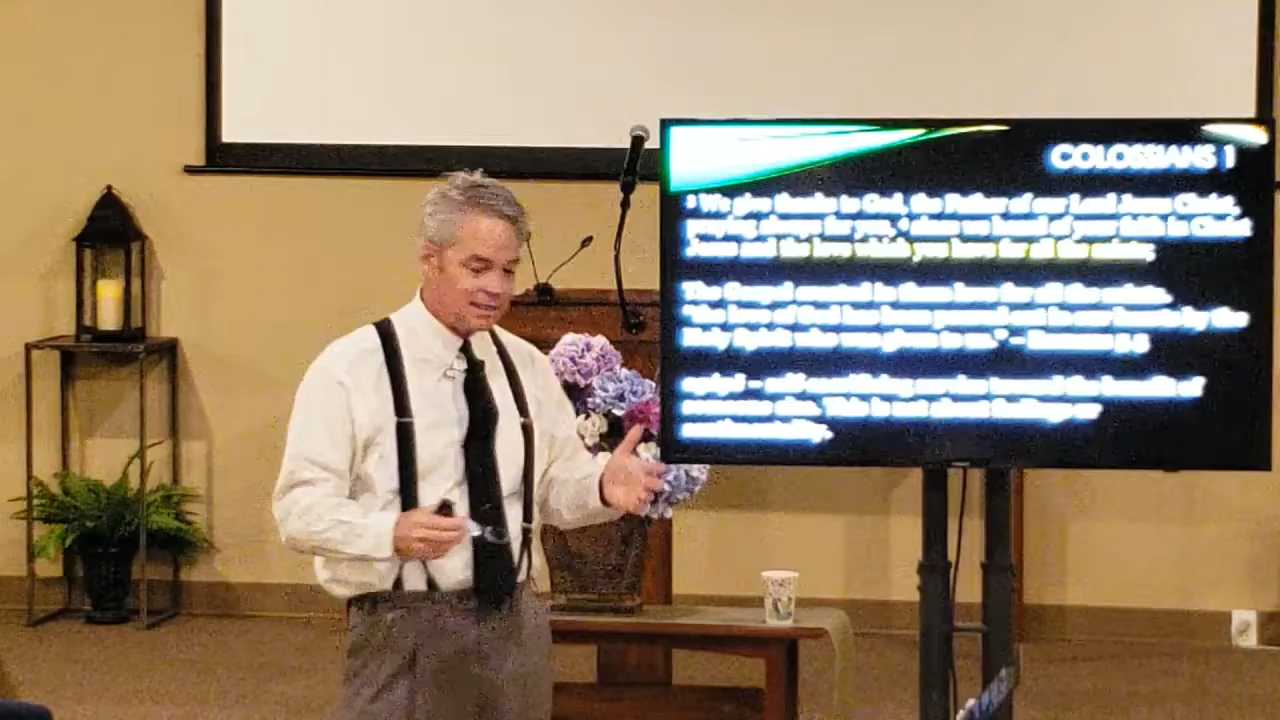 COLOSSIANS 1
³ We give thanks to God, the Father of our Lord Jesus Christ,
praying always for you, ⁴ since we heard of your faith in Christ
Jesus and the love which you have for all the saints;
The Gospel created in them love for all the saints.
"the love of God has been poured out in our hearts by the
Holy Spirit who was given to us." - Romans 5:5
agápē – self-sacrificing service toward the benefit of
someone else. This is not about feelings or
sentimentality.